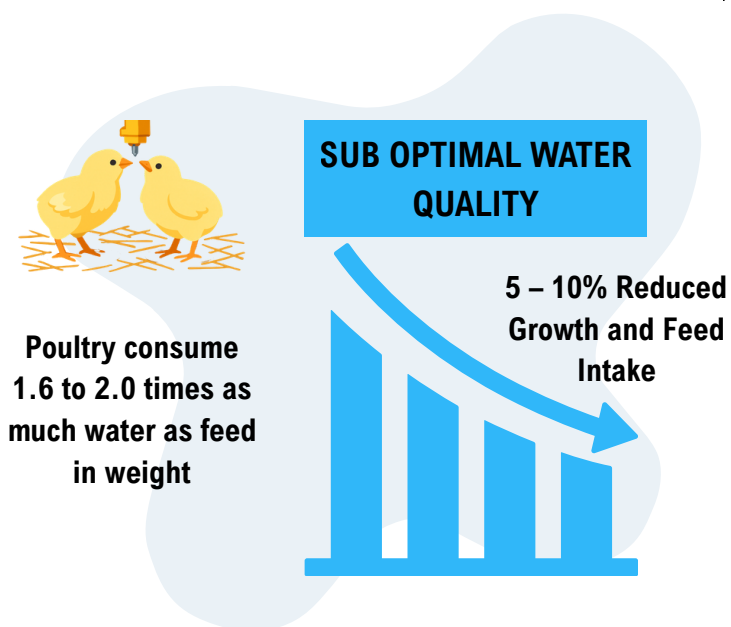 SUB OPTIMAL WATER
QUALITY
5 – 10% Reduced
Growth and Feed
Intake
Poultry consume
1.6 to 2.0 times as
much water as feed
in weight